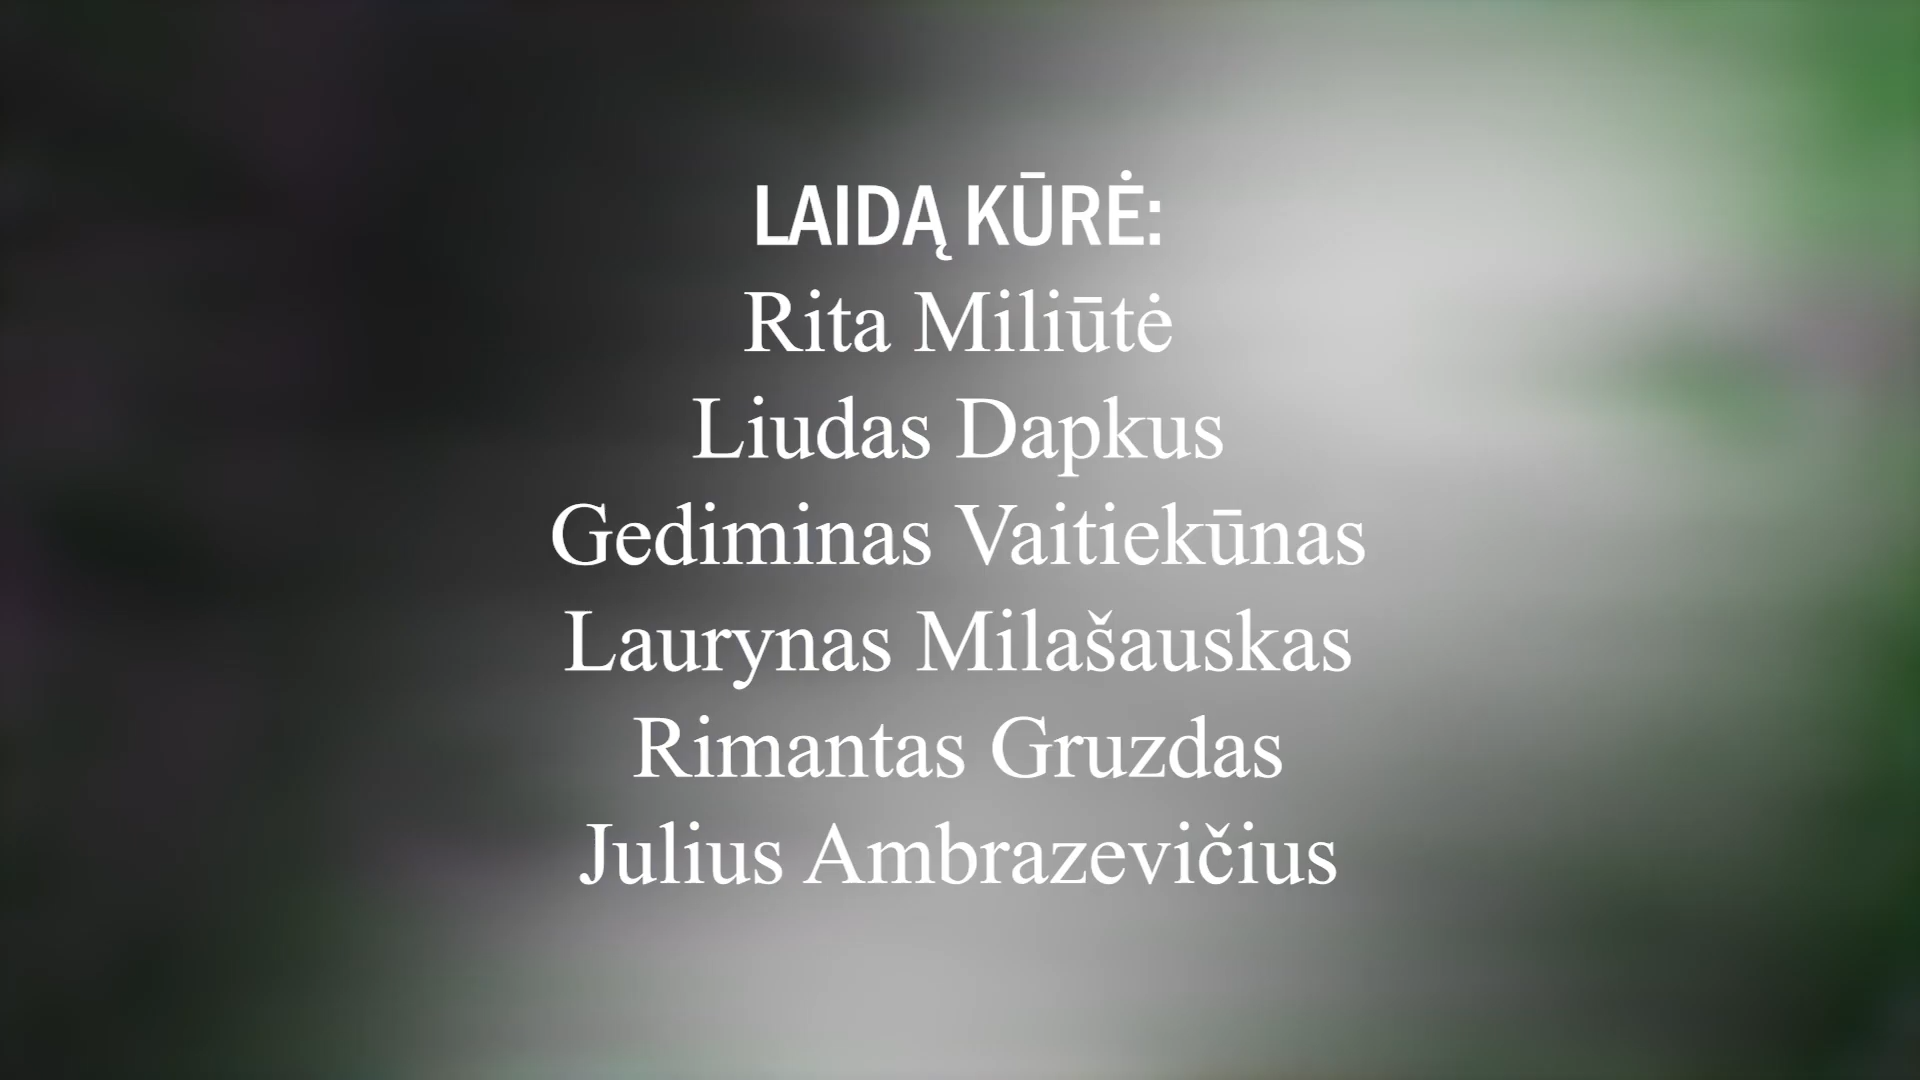 LAIDĄ KŪRĖ:
Rita Miliūtė
Liudas Dapkus
Gediminas Vaitiekūnas
Laurynas Milašauskas
Rimantas Gruzdas
Julius Ambrazevičius